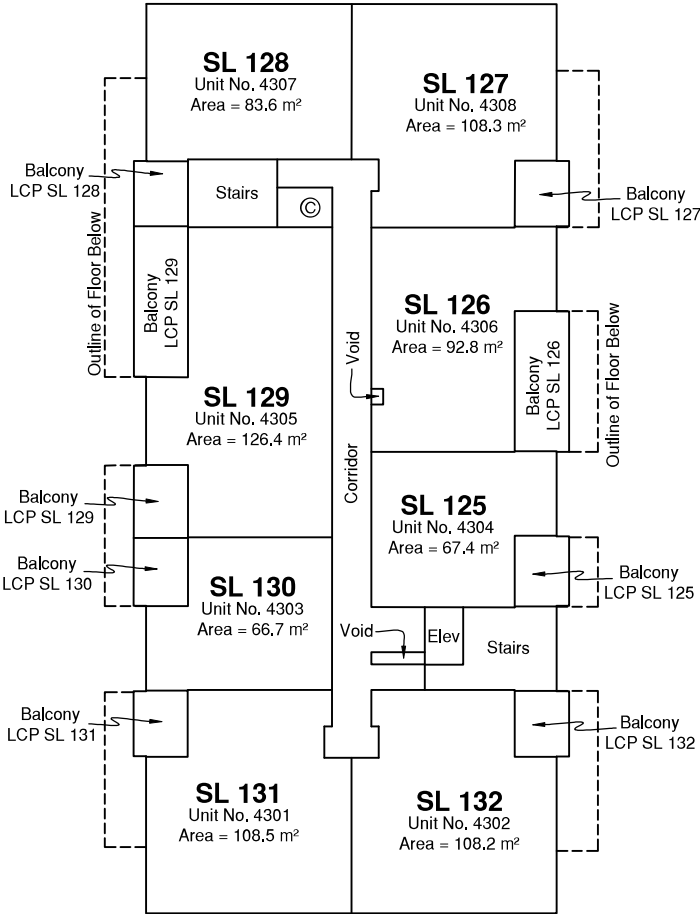 SL 128
Unit No. 4307
Area = 83.6 m²
SL 127
Unit No. 4308
Area = 108.3 m²
Balcony
LCP SL 128
Stairs
©
Balcony
LCP SL 127
Outline of Floor Below
Balcony
LCP SL 129
SL 126
Unit No. 4306
Area = 92.8 m²
Void
Balcony
LCP SL 126
Outline of Floor Below
SL 129
Unit No. 4305
Area = 126.4 m²
Corridor
Balcony
LCP SL 129
SL 125
Unit No. 4304
Area = 67.4 m²
Balcony
LCP SL 130
Balcony
LCP SL 125
SL 130
Unit No. 4303
Area = 66.7 m²
Void
Elev
Stairs
Balcony
LCP SL 131
Balcony
LCP SL 132
SL 131
Unit No. 4301
Area = 108.5 m²
SL 132
Unit No. 4302
Area = 108.2 m²